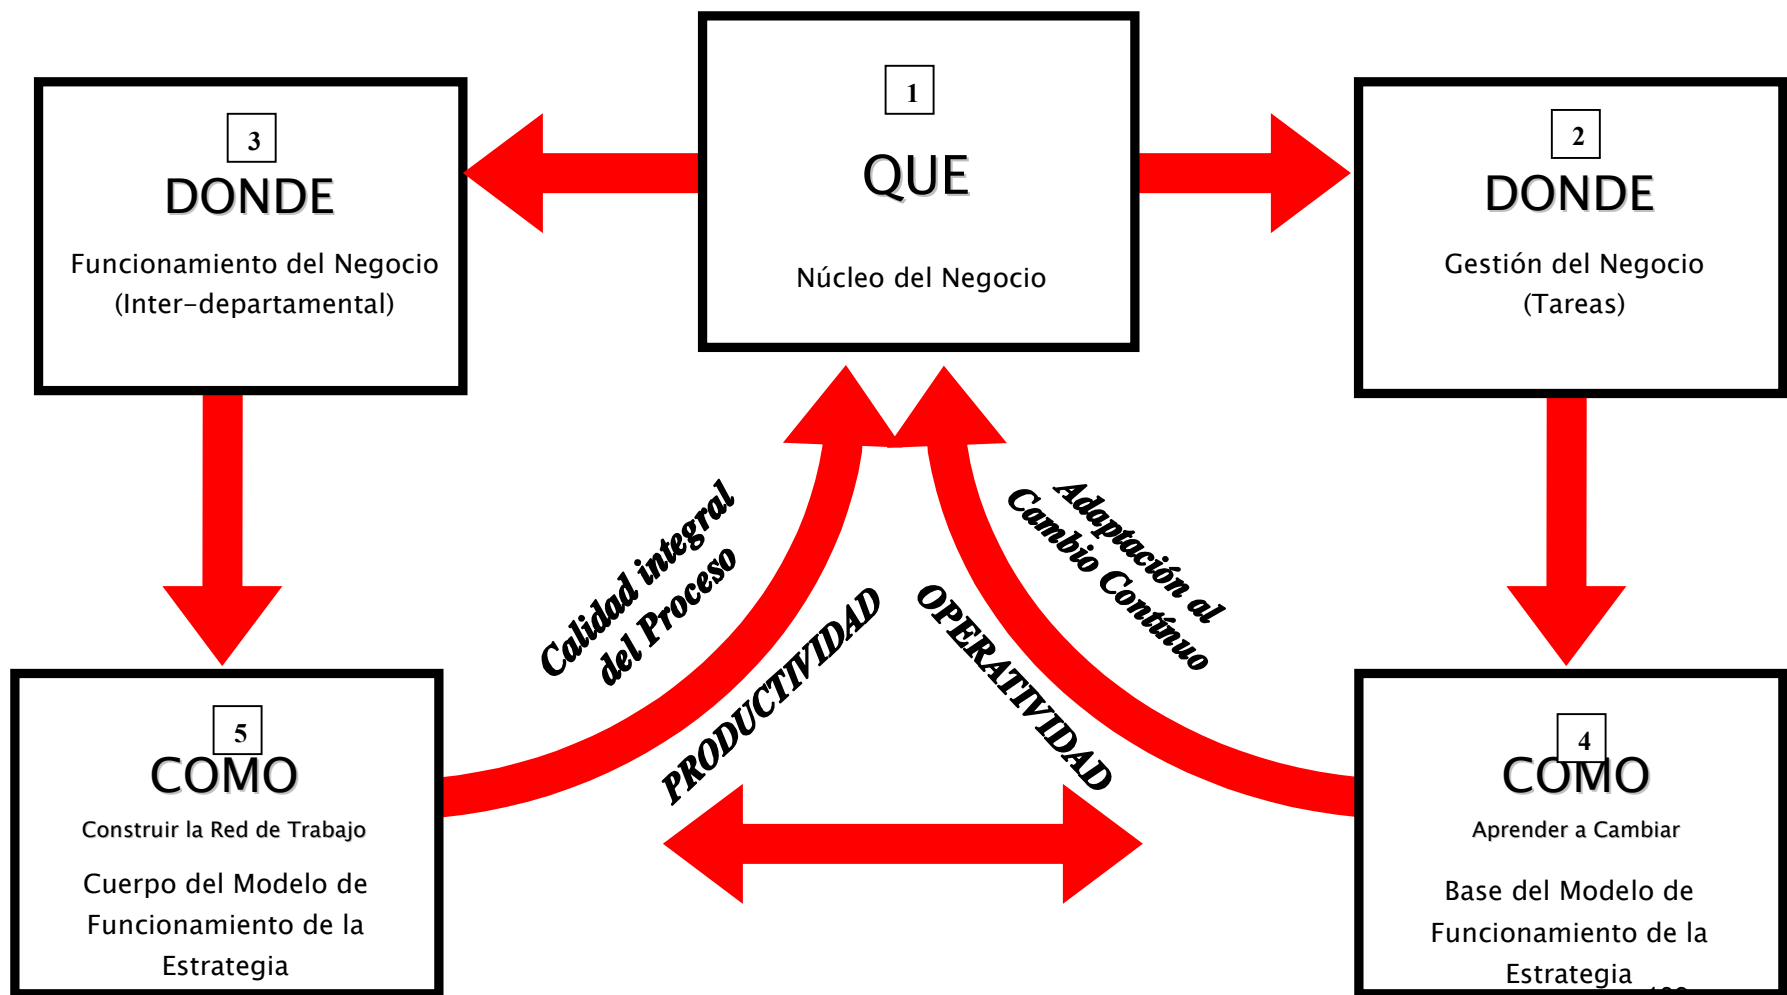 1
QUE
Núcleo del Negocio
3
DONDE
Funcionamiento del Negocio
(Inter-departamental)
2
DONDE
Gestión del Negocio
(Tareas)
Calidad integral
del Proceso
PRODUCTIVIDAD
Adaptación al
Cambio Contínuo
OPERATIVIDAD
5
COMO
Construir la Red de Trabajo
Cuerpo del Modelo de
Funcionamiento de la
Estrategia
4
COMO
Aprender a Cambiar
Base del Modelo de
Funcionamiento de la
Estrategia